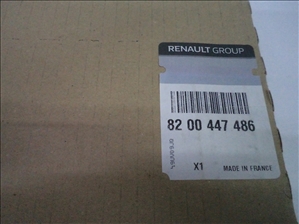 RENAULT GROUP
82 00 447 486
X1 MADE IN FRANCE